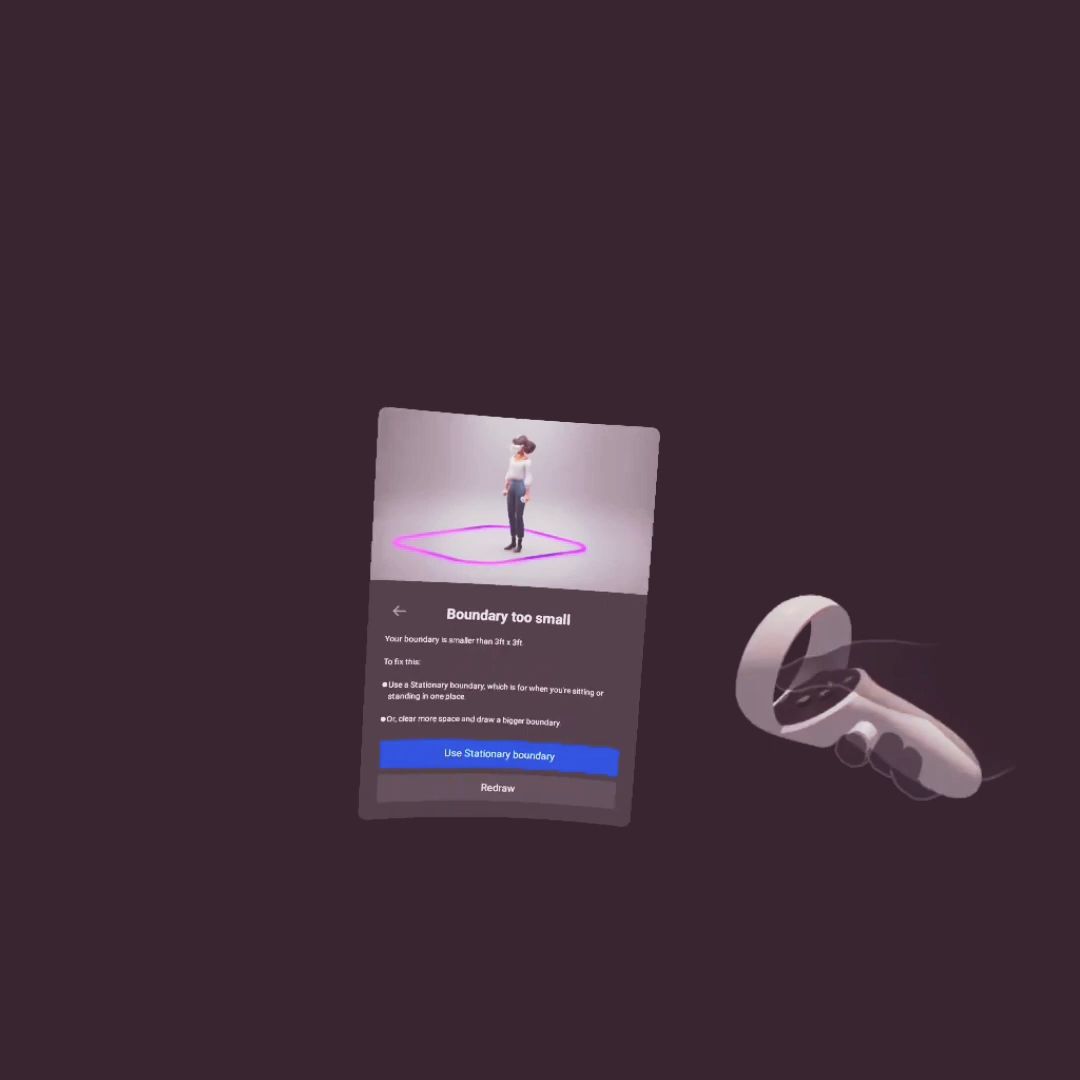 Boundary too small
Your boundary is smaller than 3ft x 3ft.
To fix this:
Use a Stationary boundary, which is for when you're sitting or
standing in one place.
Or, clear more space and draw a bigger boundary.
Use Stationary boundary
Redraw